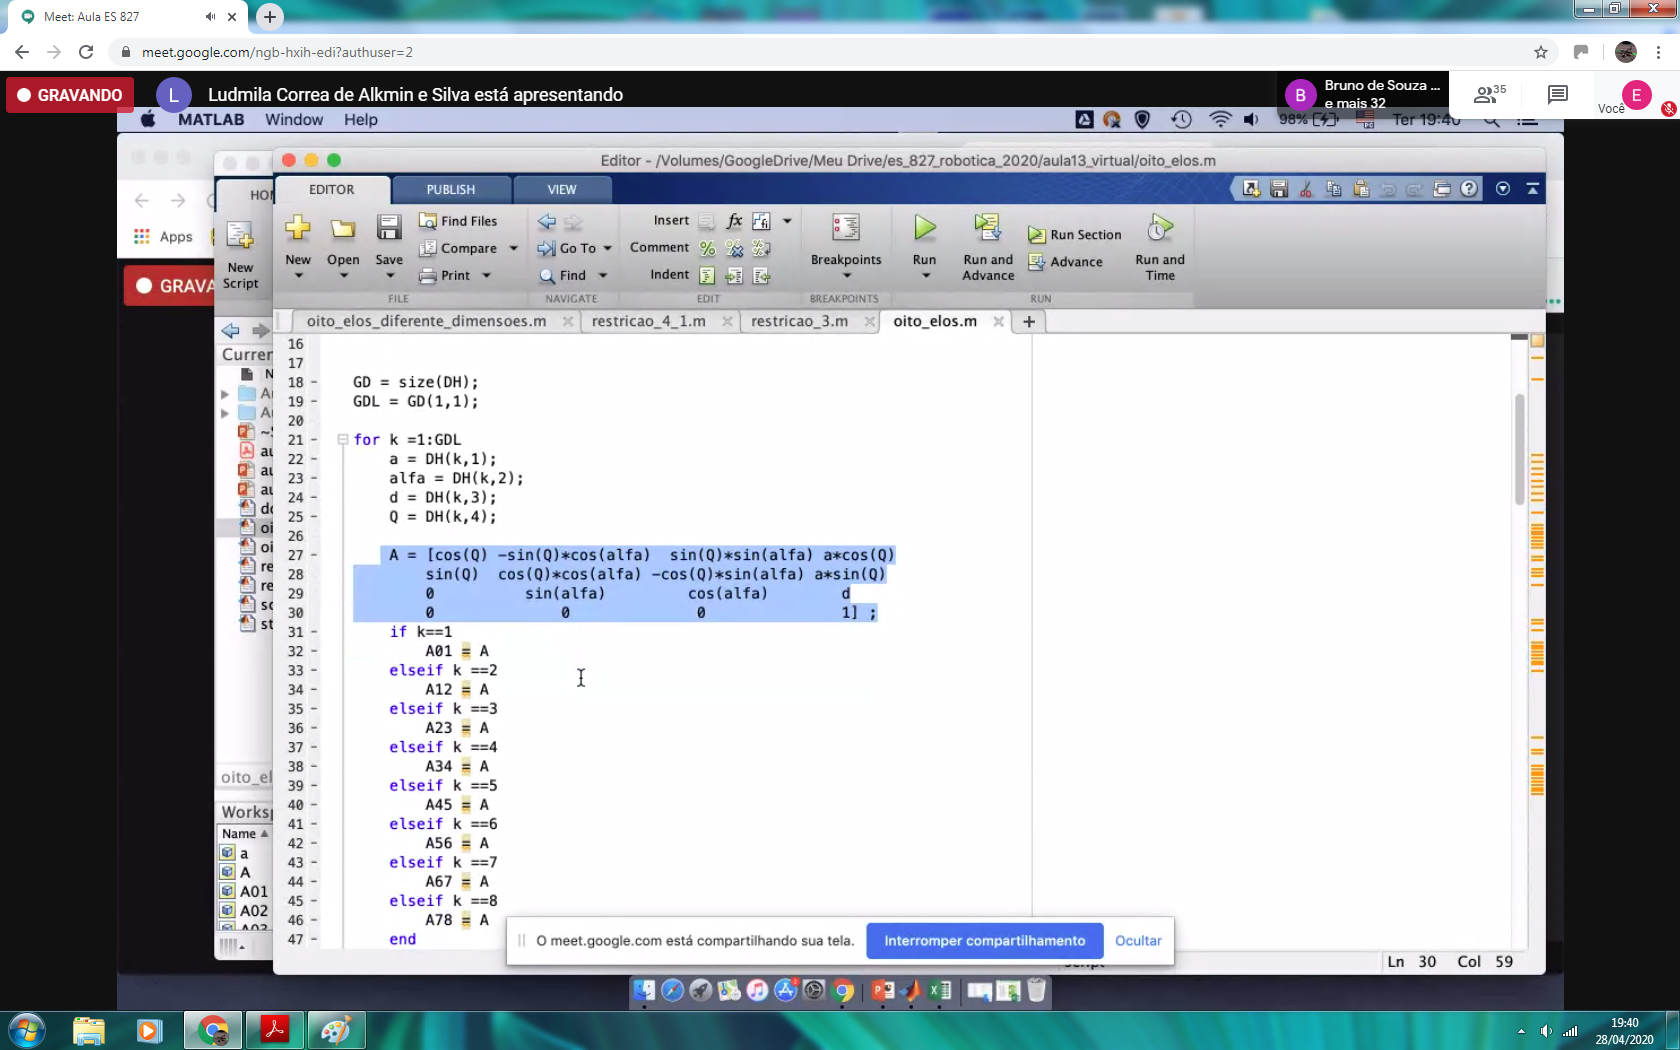 Meet: Aula ES 827
meet.google.com/ngb-hxih-edi?authuser=2
GRAVANDO
L
Ludmila Correa de Alkmin e Silva está apresentando
B
Bruno de Souza ...
e mais 32
35
Você
E
MATLAB Window Help
98%
Ter 19:40
Editor - /Volumes/GoogleDrive/Meu Drive/es_827_robotica_2020/aula13_virtual/oito_elos.m
EDITOR PUBLISH VIEW
Apps
New
Script
New
Open
Save
Find Files
Compare
Print
FILE
Go To
Find
NAVIGATE
Insert
fx
Comment
Indent
EDIT
Breakpoints
BREAKPOINTS
Run
Run and
Advance
Run Section
Advance
Run and
Time
RUN
oito_elos_diferente_dimensoes.m
restricao_4_1.m
restricao_3.m
oito_elos.m
16
17
18 - GD = size(DH);
19 - GDL = GD(1,1);
20
21 - for k =1:GDL
22 - a = DH(k,1);
23 - alfa = DH(k,2);
24 - d = DH(k,3);
25 - Q = DH(k,4);
26
27 - A = [cos(Q) -sin(Q)*cos(alfa) sin(Q)*sin(alfa) a*cos(Q)
28 - sin(Q) cos(Q)*cos(alfa) -cos(Q)*sin(alfa) a*sin(Q)
29 - 0 sin(alfa) cos(alfa) d
30 - 0 0 0 1] ;
31 - if k==1
32 - A01 = A
33 - elseif k ==2
34 - A12 = A
35 - elseif k ==3
36 - A23 = A
37 - elseif k ==4
38 - A34 = A
39 - elseif k ==5
40 - A45 = A
41 - elseif k ==6
42 - A56 = A
43 - elseif k ==7
44 - A67 = A
45 - elseif k ==8
46 - A78 = A
47 - end
Name
a
A
A01
A02
O meet.google.com está compartilhando sua tela.
Interromper compartilhamento
Ocultar
Ln 30 Col 59
19:40
28/04/2020